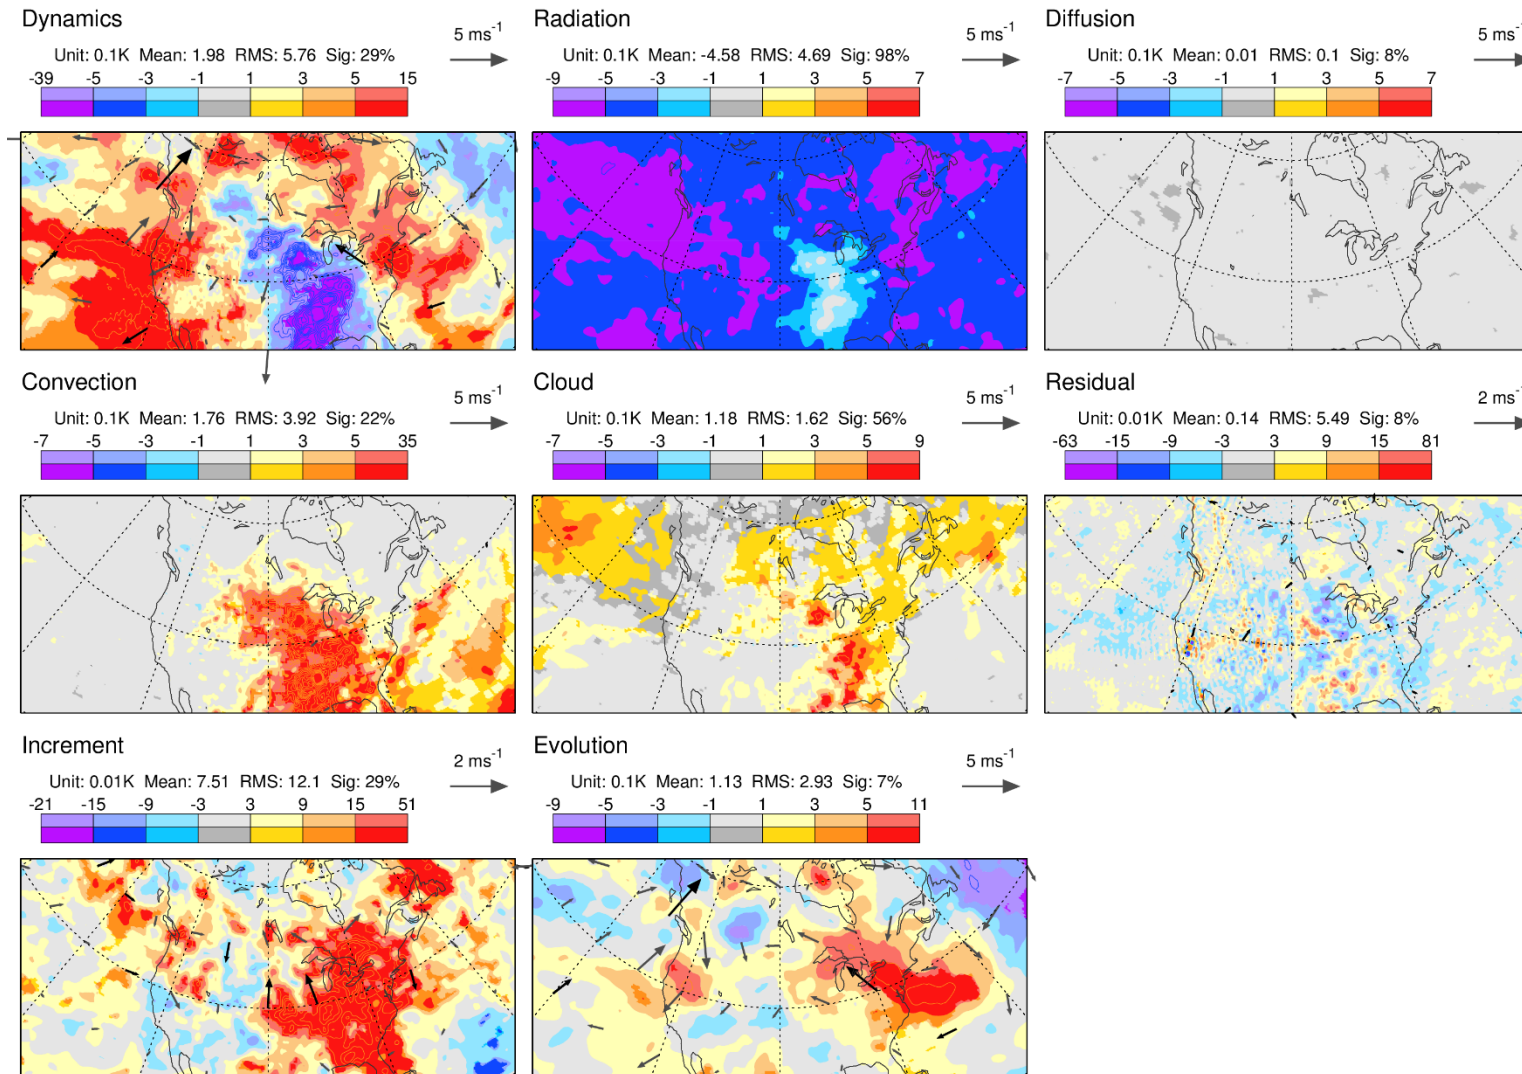 Dynamics
5 ms-1
Unit: 0.1K Mean: 1.98 RMS: 5.76 Sig: 29%
-39 -5 -3 -1 1 3 5 15
Radiation
5 ms-1
Unit: 0.1K Mean: -4.58 RMS: 4.69 Sig: 98%
-9 -5 -3 -1 1 3 5 7
Diffusion
5 ms-1
Unit: 0.1K Mean: 0.01 RMS: 0.1 Sig: 8%
-7 -5 -3 -1 1 3 5 7
Convection
5 ms-1
Unit: 0.1K Mean: 1.76 RMS: 3.92 Sig: 22%
-7 -5 -3 -1 1 3 5 35
Cloud
5 ms-1
Unit: 0.1K Mean: 1.18 RMS: 1.62 Sig: 56%
-7 -5 -3 -1 1 3 5 9
Residual
2 ms-1
Unit: 0.01K Mean: 0.14 RMS: 5.49 Sig: 8%
-63 -15 -9 -3 3 9 15 81
Increment
2 ms-1
Unit: 0.01K Mean: 7.51 RMS: 12.1 Sig: 29%
-21 -15 -9 -3 3 9 15 51
Evolution
5 ms-1
Unit: 0.1K Mean: 1.13 RMS: 2.93 Sig: 7%
-9 -5 -3 -1 1 3 5 11